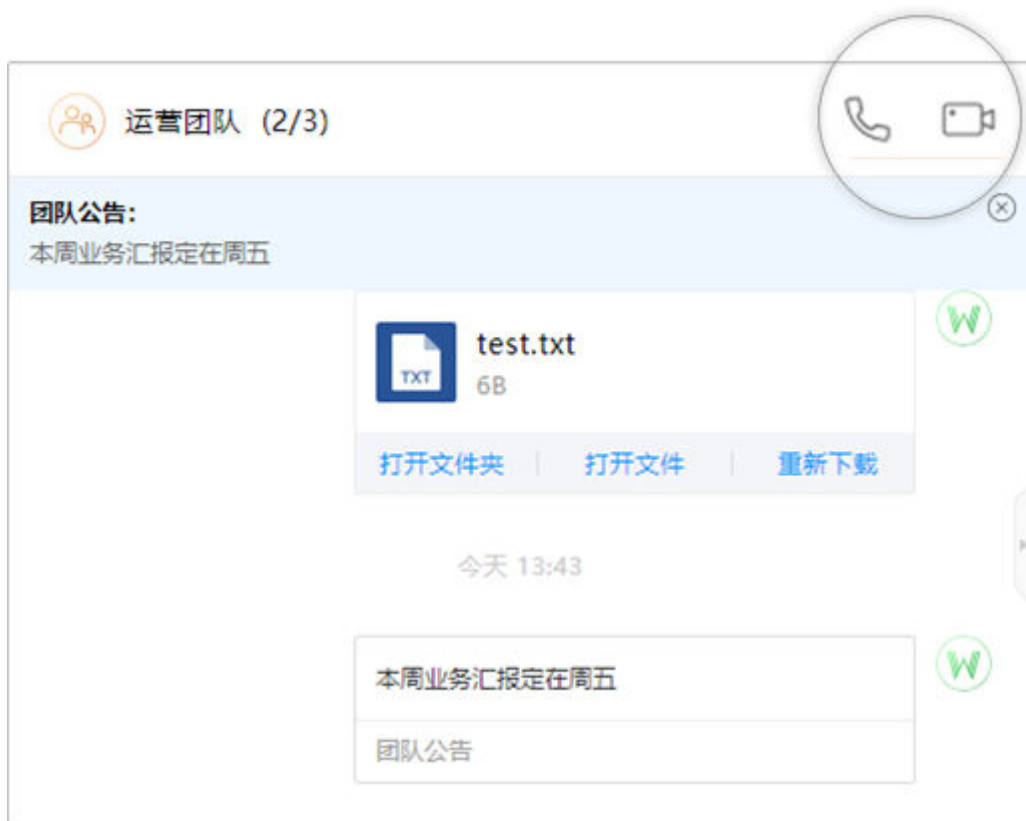 运营团队 (2/3)
团队公告:
本周业务汇报定在周五
test.txt
TXT
6B
打开文件夹 打开文件 重新下载
今天 13:43
本周业务汇报定在周五
团队公告